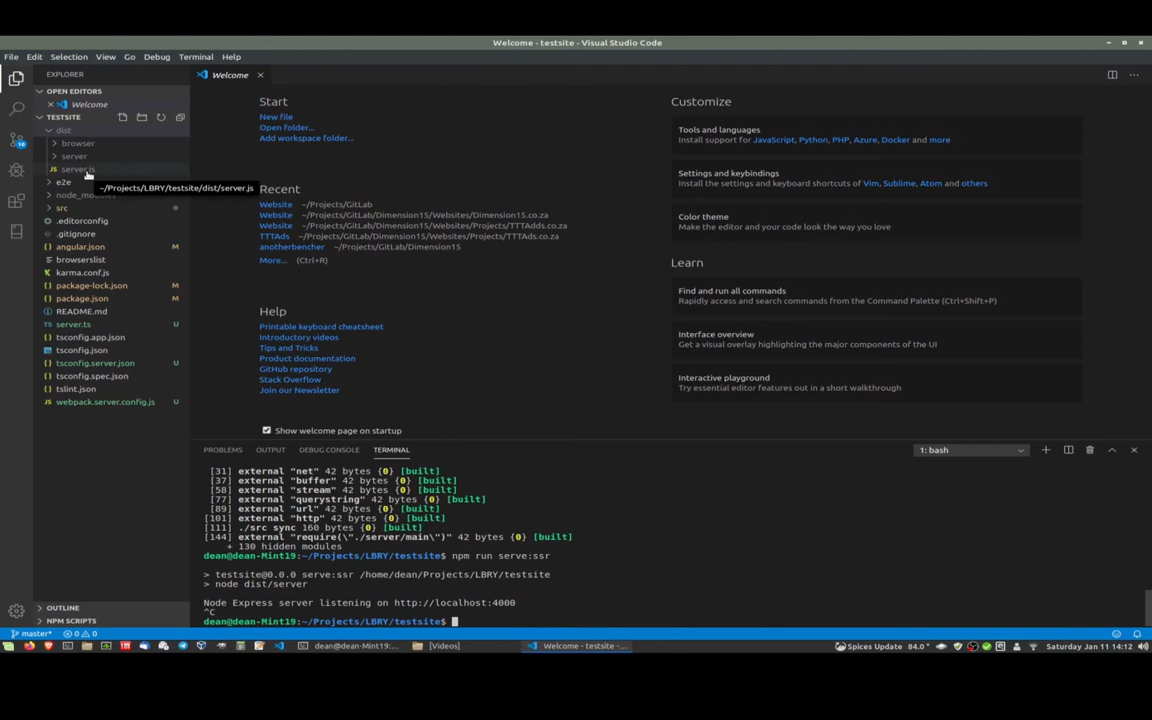 Welcome - testsite - Visual Studio Code
File Edit Selection View Go Debug Terminal Help
EXPLORER
OPEN EDITORS
Welcome
TESTSITE
dist
browser
server
JS server.js
~/Projects/LBRY/testsite/dist/server.js
e2e
node_modules
src
.editorconfig
.gitignore
angular.json M
browserslist
karma.conf.js
package-lock.json M
package.json M
README.md
TS server.ts U
tsconfig.app.json
tsconfig.json
tsconfig.server.json U
tsconfig.spec.json
tslint.json
webpack.server.config.js U
OUTLINE
NPM SCRIPTS
Welcome
Start
New file
Open folder...
Add workspace folder...
Recent
Website ~/Projects/GitLab
Website ~/Projects/GitLab/Dimension15/Websites/Dimension15.co.za
Website ~/Projects/GitLab/Dimension15/Websites/Projects/TTTAdds.co.za
TTTAds ~/Projects/GitLab/Dimension15/Websites/Projects/TTTAdds.co.za
anotherbencher ~/Projects/GitLab/Dimension15
More... (Ctrl+R)
Help
Printable keyboard cheatsheet
Introductory videos
Tips and Tricks
Product documentation
GitHub repository
Stack Overflow
Join our Newsletter
Show welcome page on startup
Customize
Tools and languages
Install support for JavaScript, Python, PHP, Azure, Docker and more
Settings and keybindings
Install the settings and keyboard shortcuts of Vim, Sublime, Atom and others
Color theme
Make the editor and your code look the way you love
Learn
Find and run all commands
Rapidly access and search commands from the Command Palette (Ctrl+Shift+P)
Interface overview
Get a visual overlay highlighting the major components of the UI
Interactive playground
Try essential editor features out in a short walkthrough
PROBLEMS OUTPUT DEBUG CONSOLE TERMINAL
1: bash
[31] external "net" 42 bytes {0} [built]
[37] external "buffer" 42 bytes {0} [built]
[58] external "stream" 42 bytes {0} [built]
[77] external "querystring" 42 bytes {0} [built]
[89] external "url" 42 bytes {0} [built]
[101] external "http" 42 bytes {0} [built]
[111] ./src sync 160 bytes {0} [built]
[144] external "require(\"./server/main\")" 42 bytes {0} [built]
+ 130 hidden modules
dean@dean-Mint19:~/Projects/LBRY/testsite$ npm run serve:ssr
> testsite@0.0.0 serve:ssr /home/dean/Projects/LBRY/testsite
> node dist/server
Node Express server listening on http://localhost:4000
^C
dean@dean-Mint19:~/Projects/LBRY/testsite$
master* 0 0
dean@dean-Mint19: ~/... [Videos] Welcome - testsite - ... Spices Update 84.0° Saturday Jan 11 14:12